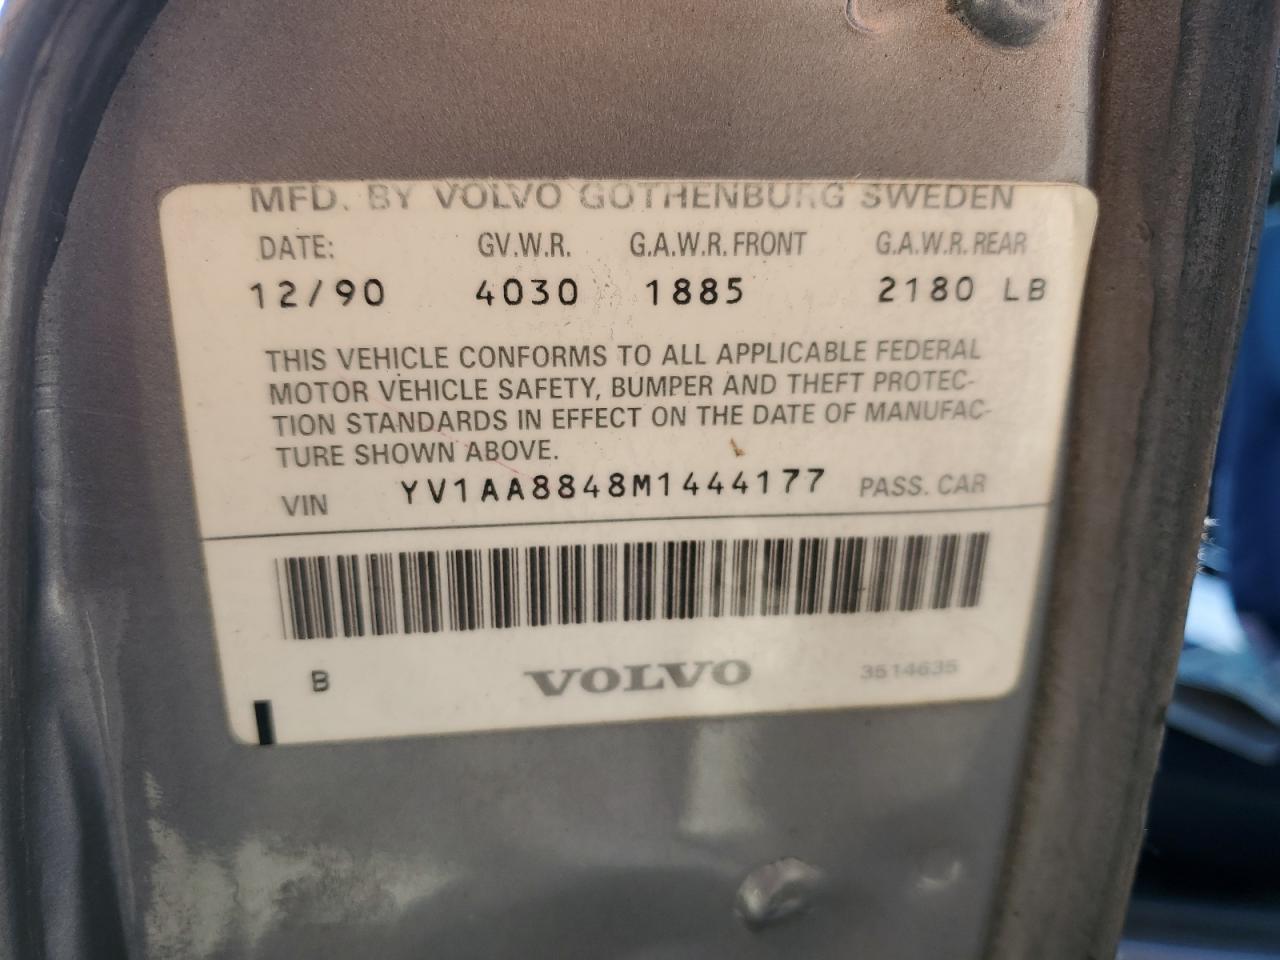 MFD. BY VOLVO GOTHENBURG SWEDEN
DATE: GV.W.R. G.A.W.R. FRONT G.A.W.R. REAR
12/90 4030 1885 2180 LB
THIS VEHICLE CONFORMS TO ALL APPLICABLE FEDERAL
MOTOR VEHICLE SAFETY, BUMPER AND THEFT PROTEC-
TION STANDARDS IN EFFECT ON THE DATE OF MANUFAC-
TURE SHOWN ABOVE.
VIN YV1AA8848M1444177 PASS. CAR
B VOLVO 3514635